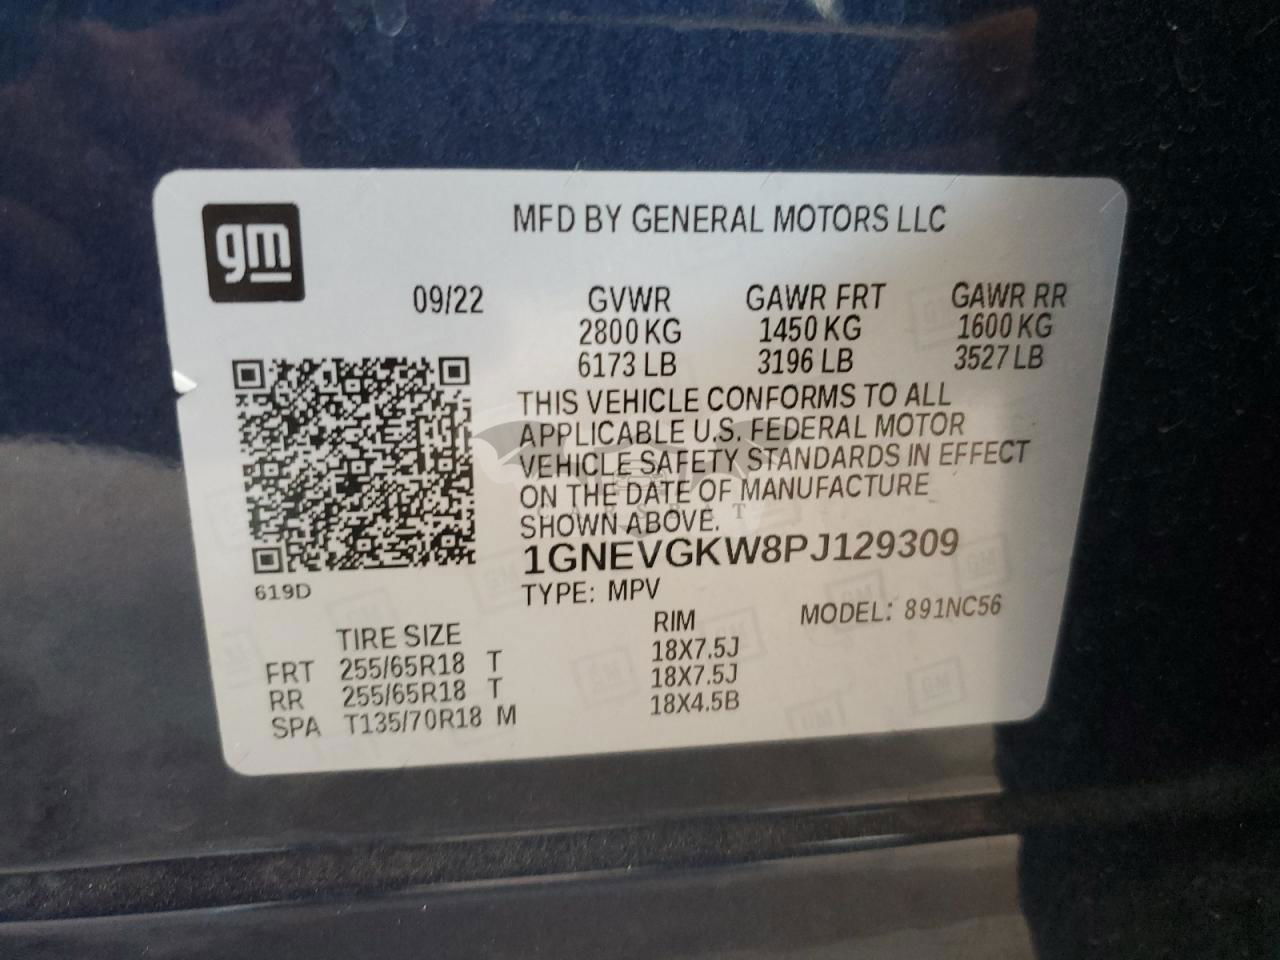 gm
MFD BY GENERAL MOTORS LLC
09/22 GVWR GAWR FRT GAWR RR
2800 KG 1450 KG 1600 KG
6173 LB 3196 LB 3527 LB
THIS VEHICLE CONFORMS TO ALL
APPLICABLE U.S. FEDERAL MOTOR
VEHICLE SAFETY STANDARDS IN EFFECT
ON THE DATE OF MANUFACTURE
SHOWN ABOVE.
1GNEVGKW8PJ129309
619D
TYPE: MPV
MODEL: 891NC56
TIRE SIZE RIM
FRT 255/65R18 T 18X7.5J
RR 255/65R18 T 18X7.5J
SPA T135/70R18 M 18X4.5B